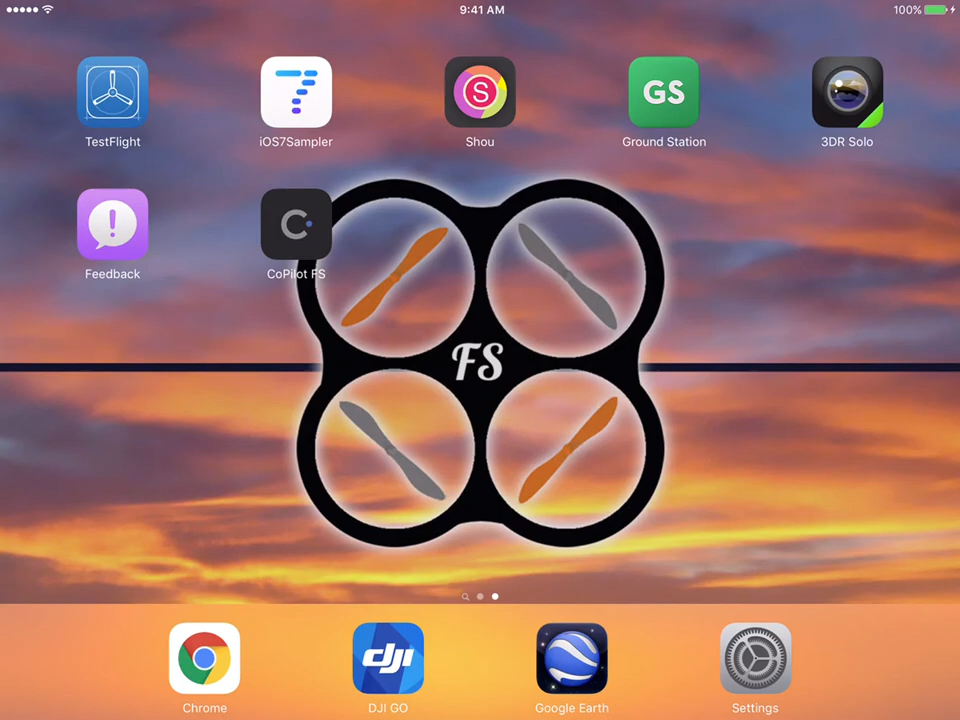 9:41 AM
100%
TestFlight
iOS7Sampler
S
Shou
GS
Ground Station
3DR Solo
!
Feedback
C
CoPilot FS
FS
Chrome
dji
DJI GO
Google Earth
Settings